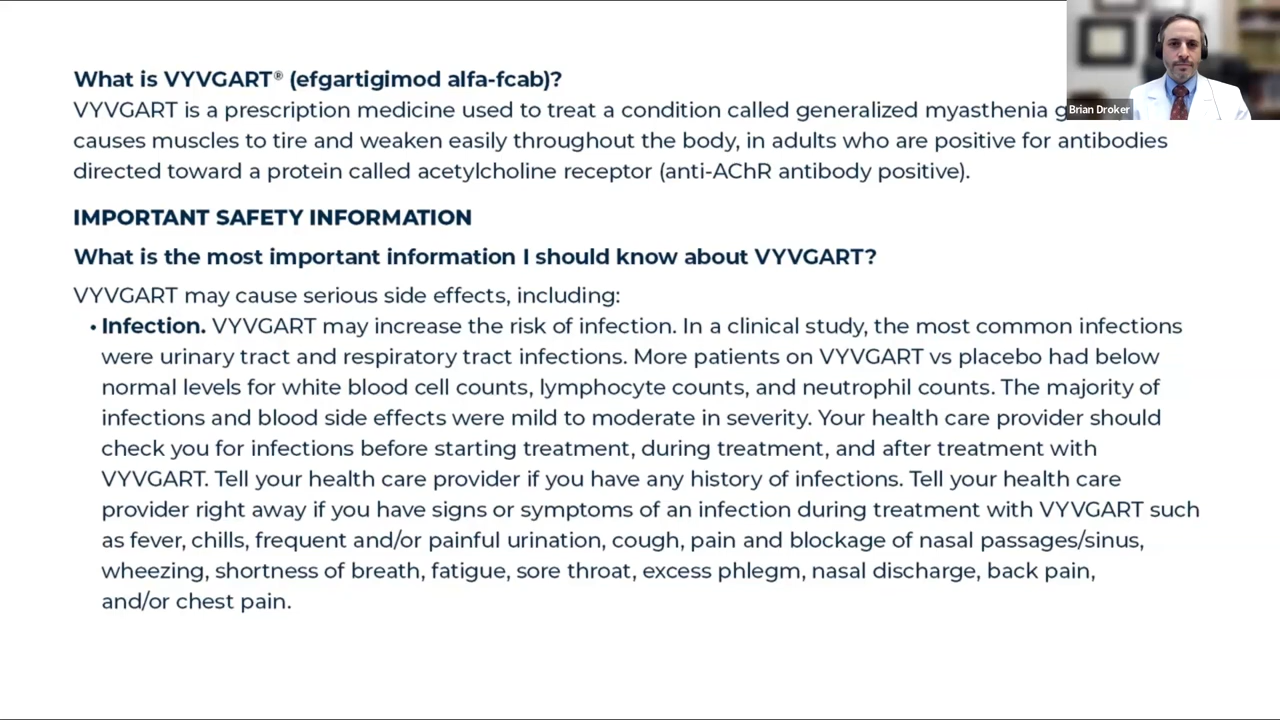 What is VYVGART® (efgartigimod alfa-fcab)?
VYVGART is a prescription medicine used to treat a condition called generalized myasthenia
causes muscles to tire and weaken easily throughout the body, in adults who are positive for antibodies
directed toward a protein called acetylcholine receptor (anti-AChR antibody positive).
IMPORTANT SAFETY INFORMATION
What is the most important information I should know about VYVGART?
VYVGART may cause serious side effects, including:
• Infection. VYVGART may increase the risk of infection. In a clinical study, the most common infections
were urinary tract and respiratory tract infections. More patients on VYVGART vs placebo had below
normal levels for white blood cell counts, lymphocyte counts, and neutrophil counts. The majority of
infections and blood side effects were mild to moderate in severity. Your health care provider should
check you for infections before starting treatment, during treatment, and after treatment with
VYVGART. Tell your health care provider if you have any history of infections. Tell your health care
provider right away if you have signs or symptoms of an infection during treatment with VYVGART such
as fever, chills, frequent and/or painful urination, cough, pain and blockage of nasal passages/sinus,
wheezing, shortness of breath, fatigue, sore throat, excess phlegm, nasal discharge, back pain,
and/or chest pain.
Brian Droker